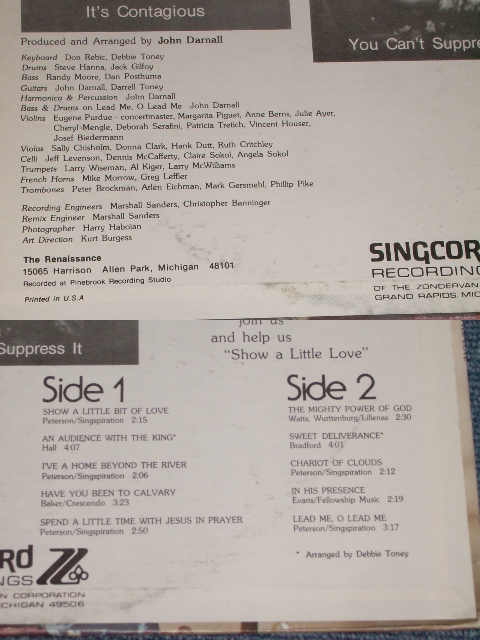 It's Contagious
You Can't Suppre
Produced and Arranged by John Darnall
Keyboard Don Rebic, Debbie Toney
Drums Steve Hanna, Jack Gilfoy
Bass Randy Moore, Dan Posthuma
Guitars John Darnall, Darrell Toney
Harmonica & Percussion John Darnall
Bass & Drums on Lead Me, O Lead Me John Darnall
Violins Eugene Purdue - concertmaster, Margarita Piguet, Anne Berns, Julie Ayer,
Cheryl Mengle, Deborah Serafini, Patricia Tretich, Vincent Houser,
Josef Biedermann
Violas Sally Chisholm, Donna Clark, Hank Dutt, Ruth Critchley
Celli Jeff Levenson, Dennis McCafferty, Claire Sokol, Angela Sokol
Trumpets Larry Wiseman, Al Kiger, Larry McWilliams
French Horns Mike Morrow, Greg Leffler
Trombones Peter Brockman, Arlen Eichman, Mark Gersmehl, Phillip Pike
Recording Engineers Marshall Sanders, Christopher Banninger
Remix Engineer Marshall Sanders
Photographer Harry Haboian
Art Direction Kurt Burgess
The Renaissance
15065 Harrison Allen Park, Michigan 48101
Recorded at Pinebrook Recording Studio
Printed in U.S.A
SINGCOR
RECORDING
OF THE ZONDERVAN
GRAND RAPIDS, MIC
Suppress It
join us
and help us
"Show a Little Love"
Side 1
SHOW A LITTLE BIT OF LOVE
Peterson/Singspiration 2:15
AN AUDIENCE WITH THE KING*
Hall 4:07
I'VE A HOME BEYOND THE RIVER
Peterson/Singspiration 2:06
HAVE YOU BEEN TO CALVARY
Baker/Crescendo 3:23
SPEND A LITTLE TIME WITH JESUS IN PRAYER
Peterson/Singspiration 2:50
Side 2
THE MIGHTY POWER OF GOD
Watts, Wurttenburg/Lillenas 2:30
SWEET DELIVERANCE*
Bradford 4:01
CHARIOT OF CLOUDS
Peterson/Singspiration 2:12
IN HIS PRESENCE
Evans/Fellowship Music 2:19
LEAD ME, O LEAD ME
Peterson/Singspiration 3:17
* Arranged by Debbie Toney
RD
NGS
N CORPORATION
CHIGAN 49506